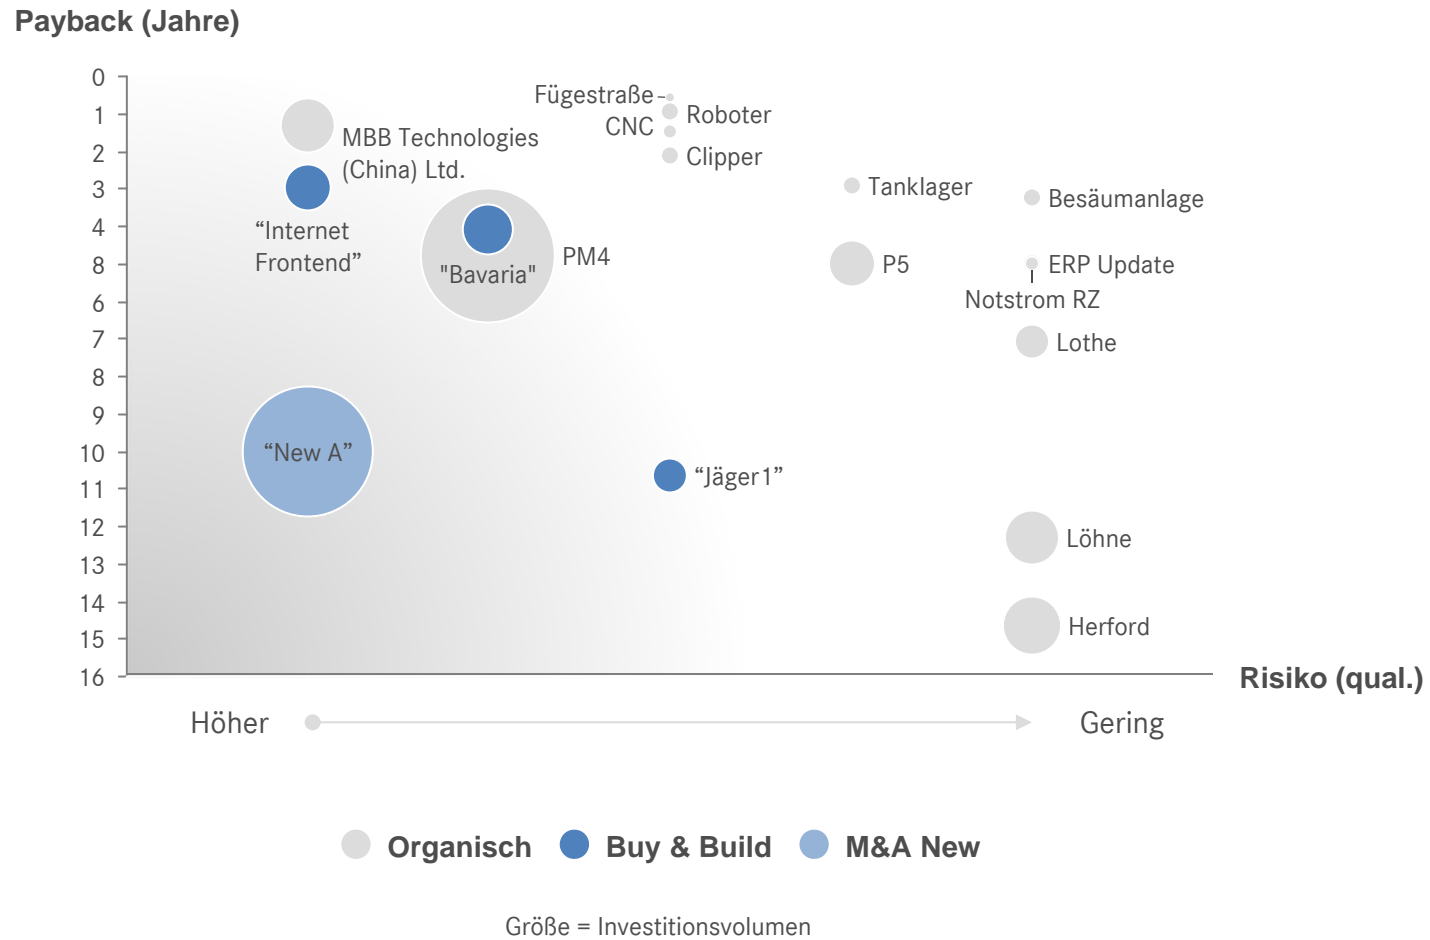 Payback (Jahre)
0
1
2
3
4
8
6
7
8
9
10
11
12
13
14
15
16
Fügestraße
Roboter
CNC
Clipper
MBB Technologies
(China) Ltd.
Tanklager
Besäumanlage
“Internet
Frontend”
PM4
"Bavaria"
P5
ERP Update
Notstrom RZ
Lothe
“New A”
“Jäger1”
Löhne
Herford
Risiko (qual.)
Höher
Gering
Organisch
Buy & Build
M&A New
Größe = Investitionsvolumen